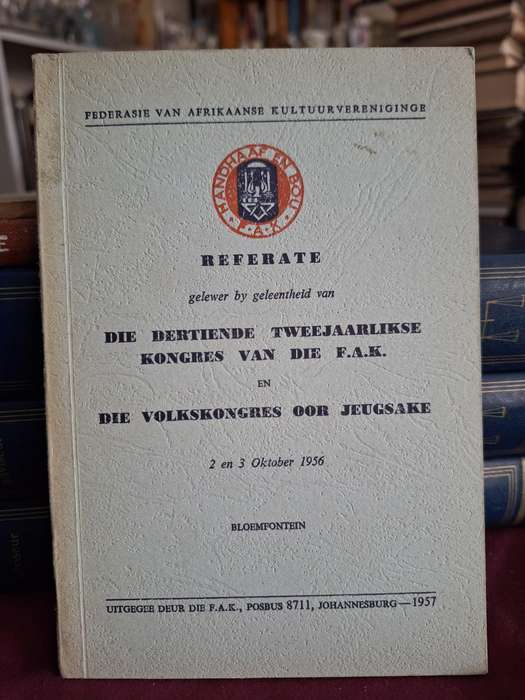 FEDERASIE VAN AFRIKAANSE KULTUURVERENIGINGE
HANDHAAF EN BOU
F·A·K
REFERATE
gelewer by geleentheid van
DIE DERTIENDE TWEEJAARLIKSE
KONGRES VAN DIE F.A.K.
EN
DIE VOLKSKONGRES OOR JEUGSAKE
2 en 3 Oktober 1956
BLOEMFONTEIN
UITGEGEE DEUR DIE F.A.K., POSBUS 8711, JOHANNESBURG—1957